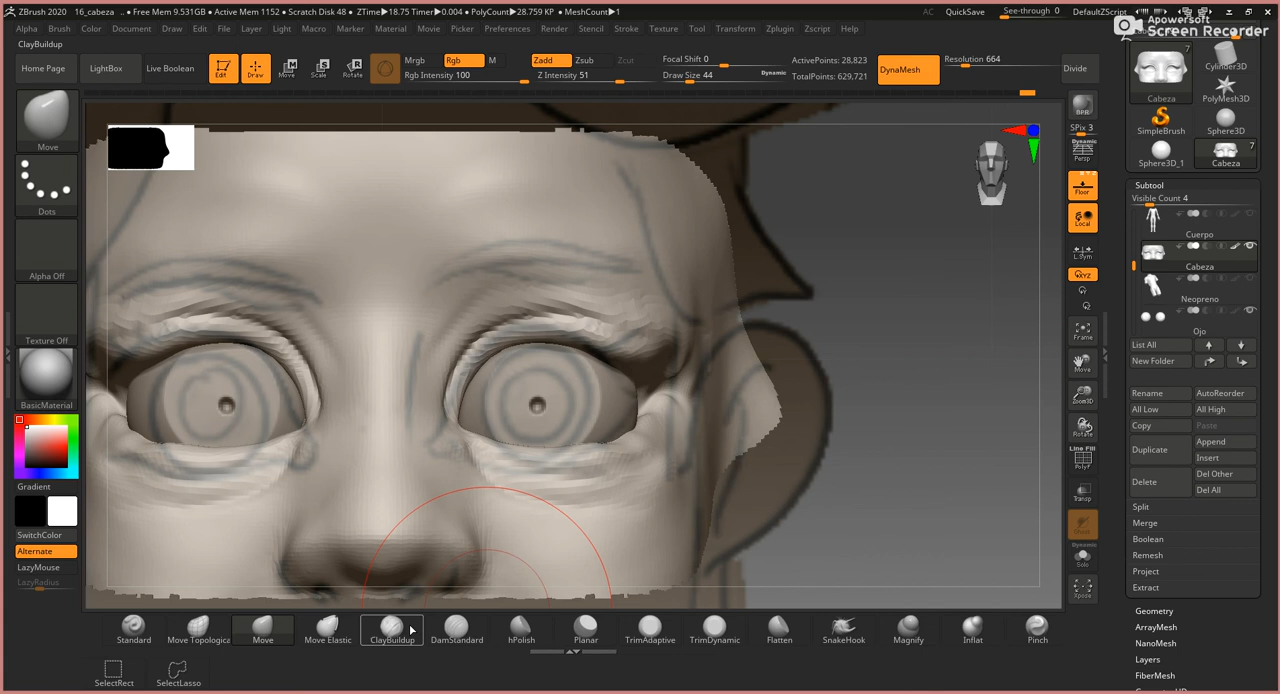 ZBrush 2020 16_cabeza .. • Free Mem 9.531GB • Active Mem 1152 • Scratch Disk 48 • ZTime▶18.75 Timer▶0.004 • PolyCount▶28.759 KP • MeshCount▶1
AC QuickSave See-through 0 DefaultZScript
Apowersoft
Screen Recorder
Alpha Brush Color Document Draw Edit File Layer Light Macro Marker Material Movie Picker Preferences Render Stencil Stroke Texture Tool Transform Zplugin Zscript Help
ClayBuildup
Home Page LightBox Live Boolean
Edit Draw Move Scale Rotate
Mrgb Rgb M
Rgb Intensity 100
Zadd Zsub Zcut
Z Intensity 51
Focal Shift 0
Draw Size 44 Dynamic
ActivePoints: 28,823
TotalPoints: 629,721
DynaMesh
Resolution 664
Divide
Move
Dots
Alpha Off
Texture Off
BasicMaterial
Gradient
SwitchColor
Alternate
LazyMouse
LazyRadius
BPR
SPix 3
Dynamic
Persp
Floor
Local
L.Sym
XYZ
Frame
Move
Zoom3D
Rotate
Line Fill
PolyF
Transp
Ghost
Dynamic
Solo
Xpose
7
Cabeza
Cylinder3D
PolyMesh3D
SimpleBrush
Sphere3D
Sphere3D_1
7
Cabeza
Subtool
Visible Count 4
Cuerpo
Cabeza
Neopreno
Ojo
List All
New Folder
Rename AutoReorder
All Low All High
Copy Paste
Duplicate
Append
Insert
Delete
Del Other
Del All
Split
Merge
Boolean
Remesh
Project
Extract
Geometry
ArrayMesh
NanoMesh
Layers
FiberMesh
Standard Move Topologica Move Move Elastic ClayBuildup DamStandard hPolish Planar TrimAdaptive TrimDynamic Flatten SnakeHook Magnify Inflat Pinch
SelectRect SelectLasso